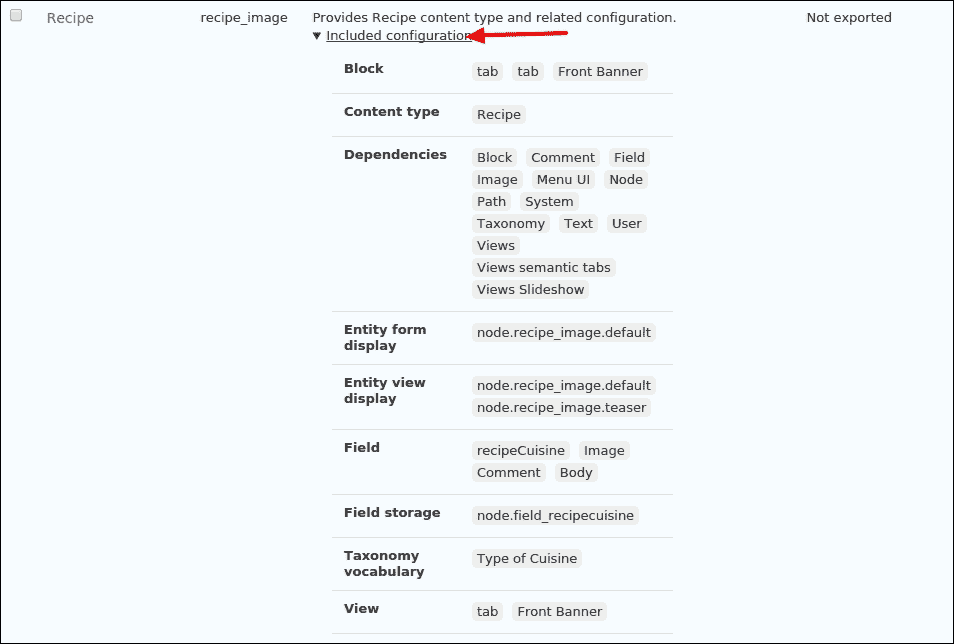 Recipe recipe_image Provides Recipe content type and related configuration. Not exported
▼ Included configuration
Block tab tab Front Banner
Content type Recipe
Dependencies Block Comment Field
Image Menu UI Node
Path System
Taxonomy Text User
Views
Views semantic tabs
Views Slideshow
Entity form display node.recipe_image.default
Entity view display node.recipe_image.default
node.recipe_image.teaser
Field recipeCuisine Image
Comment Body
Field storage node.field_recipecuisine
Taxonomy vocabulary Type of Cuisine
View tab Front Banner